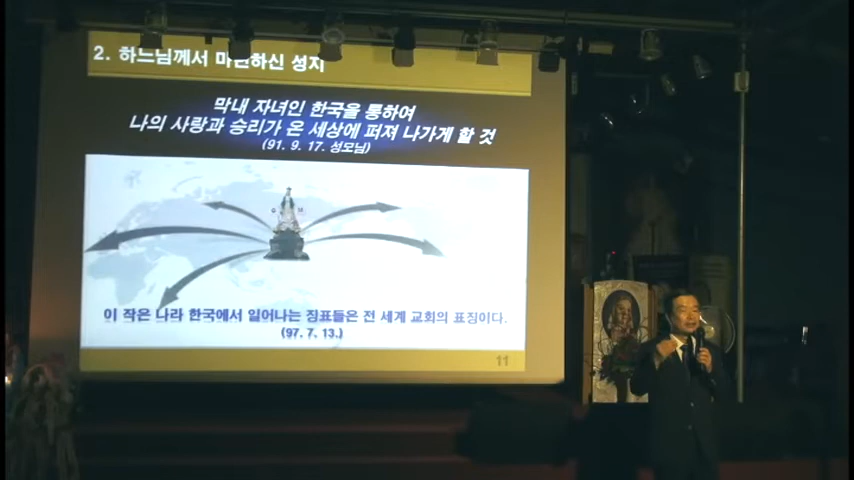 2. 하느님께서 마련하신 성지
막내 자녀인 한국을 통하여
나의 사랑과 승리가 온 세상에 퍼져 나가게 할 것
(91. 9. 17. 성모님)
이 작은 나라 한국에서 일어나는 징표들은 전 세계 교회의 표징이다.
(97. 7. 13.)
11